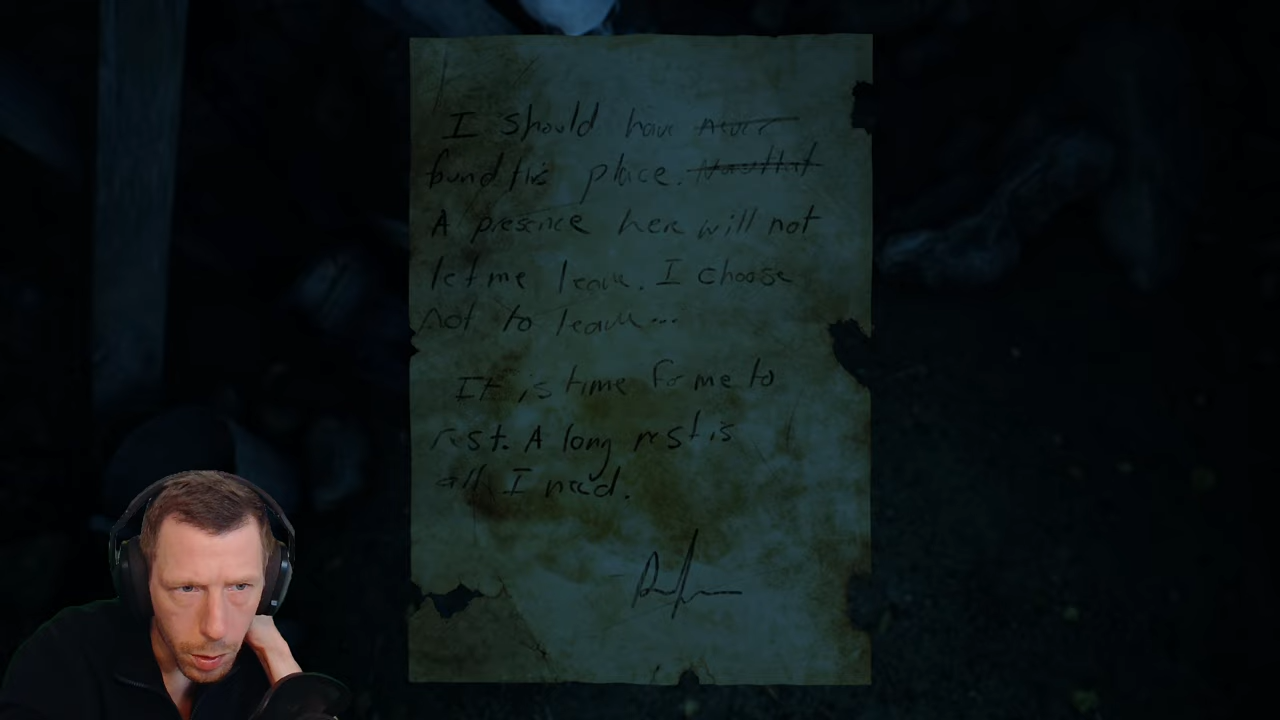 I should have never
found this place.
A presence here will not
let me leave. I choose
not to leave...
It is time for me to
rest. A long rest is
all I need.